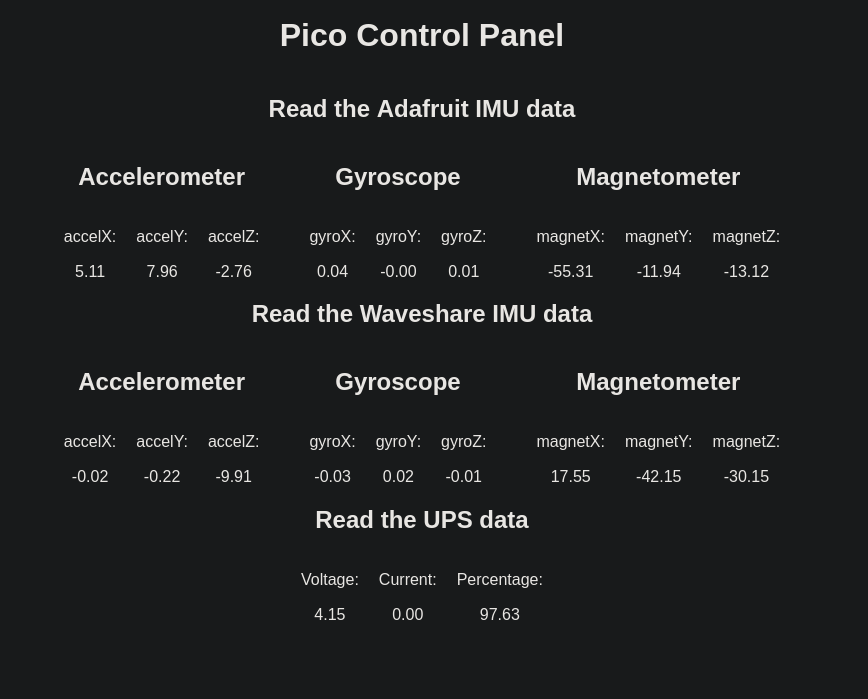 Pico Control Panel
Read the Adafruit IMU data
Accelerometer Gyroscope Magnetometer
accelX: accelY: accelZ: gyroX: gyroY: gyroZ: magnetX: magnetY: magnetZ:
5.11 7.96 -2.76 0.04 -0.00 0.01 -55.31 -11.94 -13.12
Read the Waveshare IMU data
Accelerometer Gyroscope Magnetometer
accelX: accelY: accelZ: gyroX: gyroY: gyroZ: magnetX: magnetY: magnetZ:
-0.02 -0.22 -9.91 -0.03 0.02 -0.01 17.55 -42.15 -30.15
Read the UPS data
Voltage: Current: Percentage:
4.15 0.00 97.63